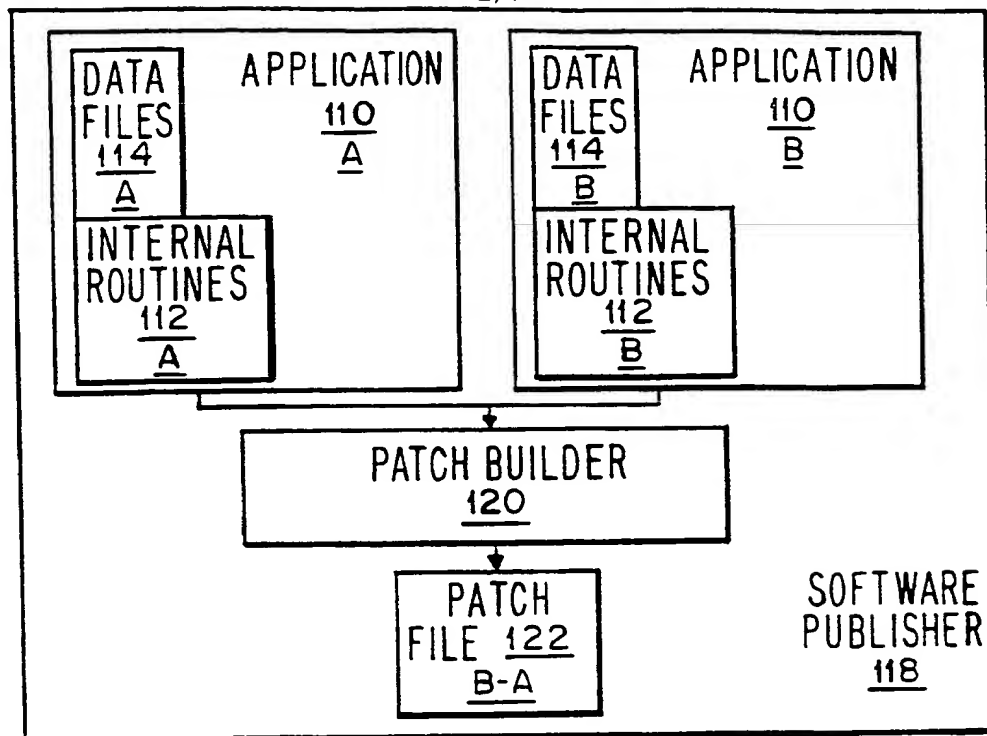 DATA
FILES
114
A
APPLICATION
110
A
INTERNAL
ROUTINES
112
A
DATA
FILES
114
B
APPLICATION
110
B
INTERNAL
ROUTINES
112
B
PATCH BUILDER
120
PATCH
FILE 122
B-A
SOFTWARE
PUBLISHER
118